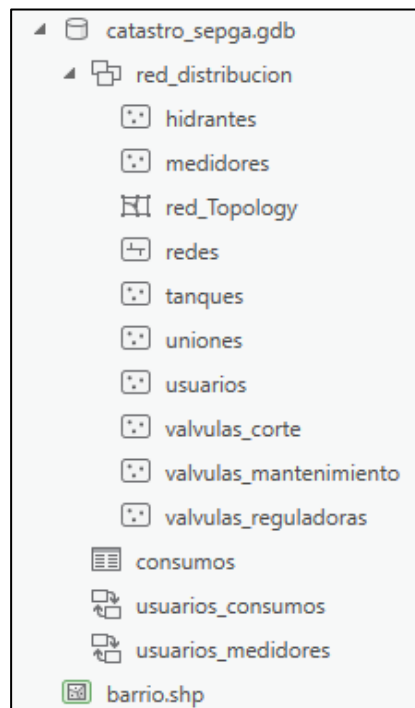 catastro_sepga.gdb
red_distribucion
hidrantes
medidores
red_Topology
redes
tanques
uniones
usuarios
valvulas_corte
valvulas_mantenimiento
valvulas_reguladoras
consumos
usuarios_consumos
usuarios_medidores
barrio.shp